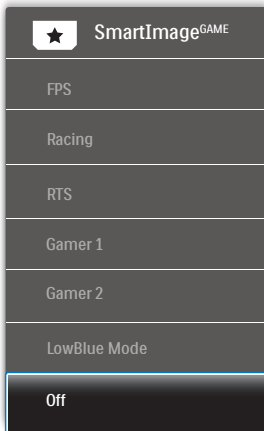 SmartImageGAME
FPS
Racing
RTS
Gamer 1
Gamer 2
LowBlue Mode
Off